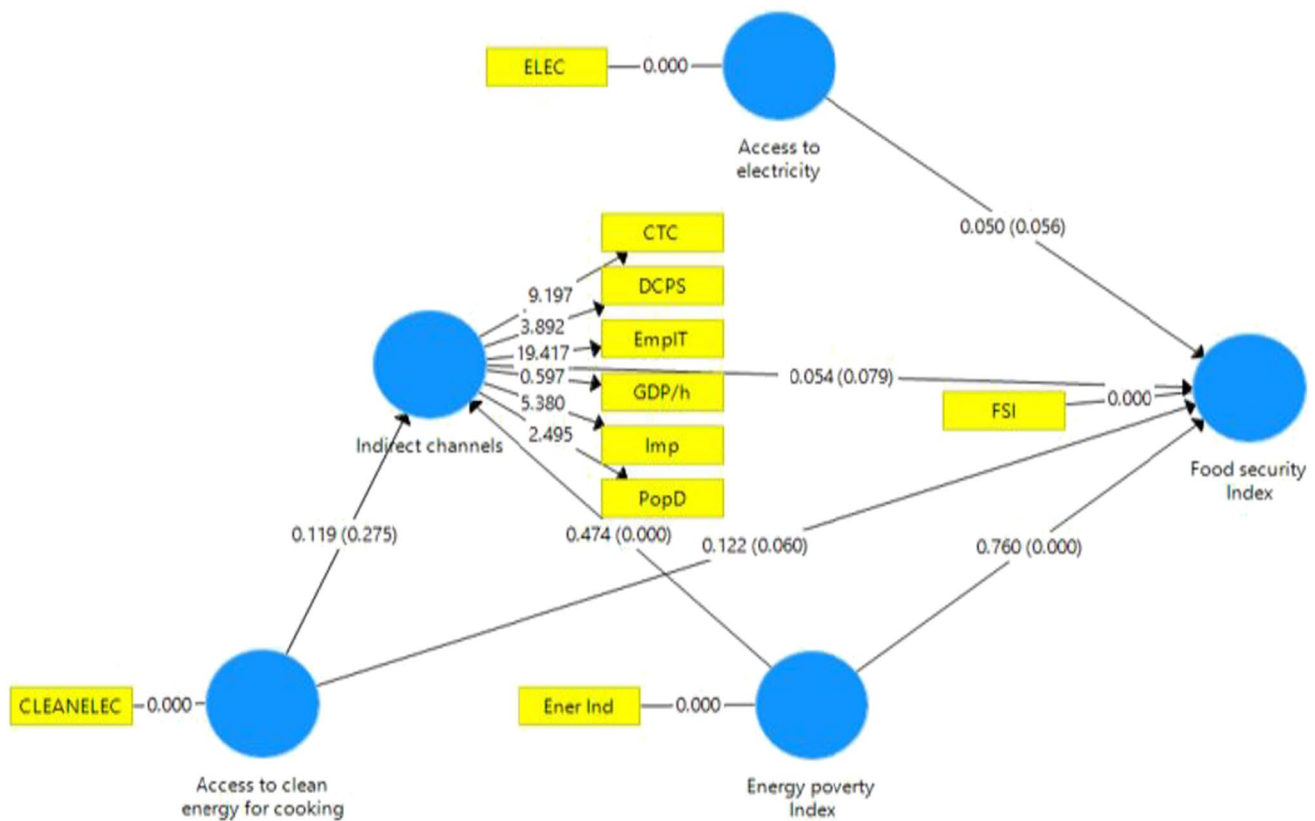 ELEC
0.000
Access to
electricity
0.050 (0.056)
CTC
DCPS
EmpIT
GDP/h
Imp
PopD
9.197
3.892
19.417
0.597
5.380
2.495
Indirect channels
0.054 (0.079)
FSI
0.000
Food security
Index
0.119 (0.275)
0.474 (0.000)
0.122 (0.060)
0.760 (0.000)
CLEANELEC
0.000
Access to clean
energy for cooking
Ener Ind
0.000
Energy poverty
Index